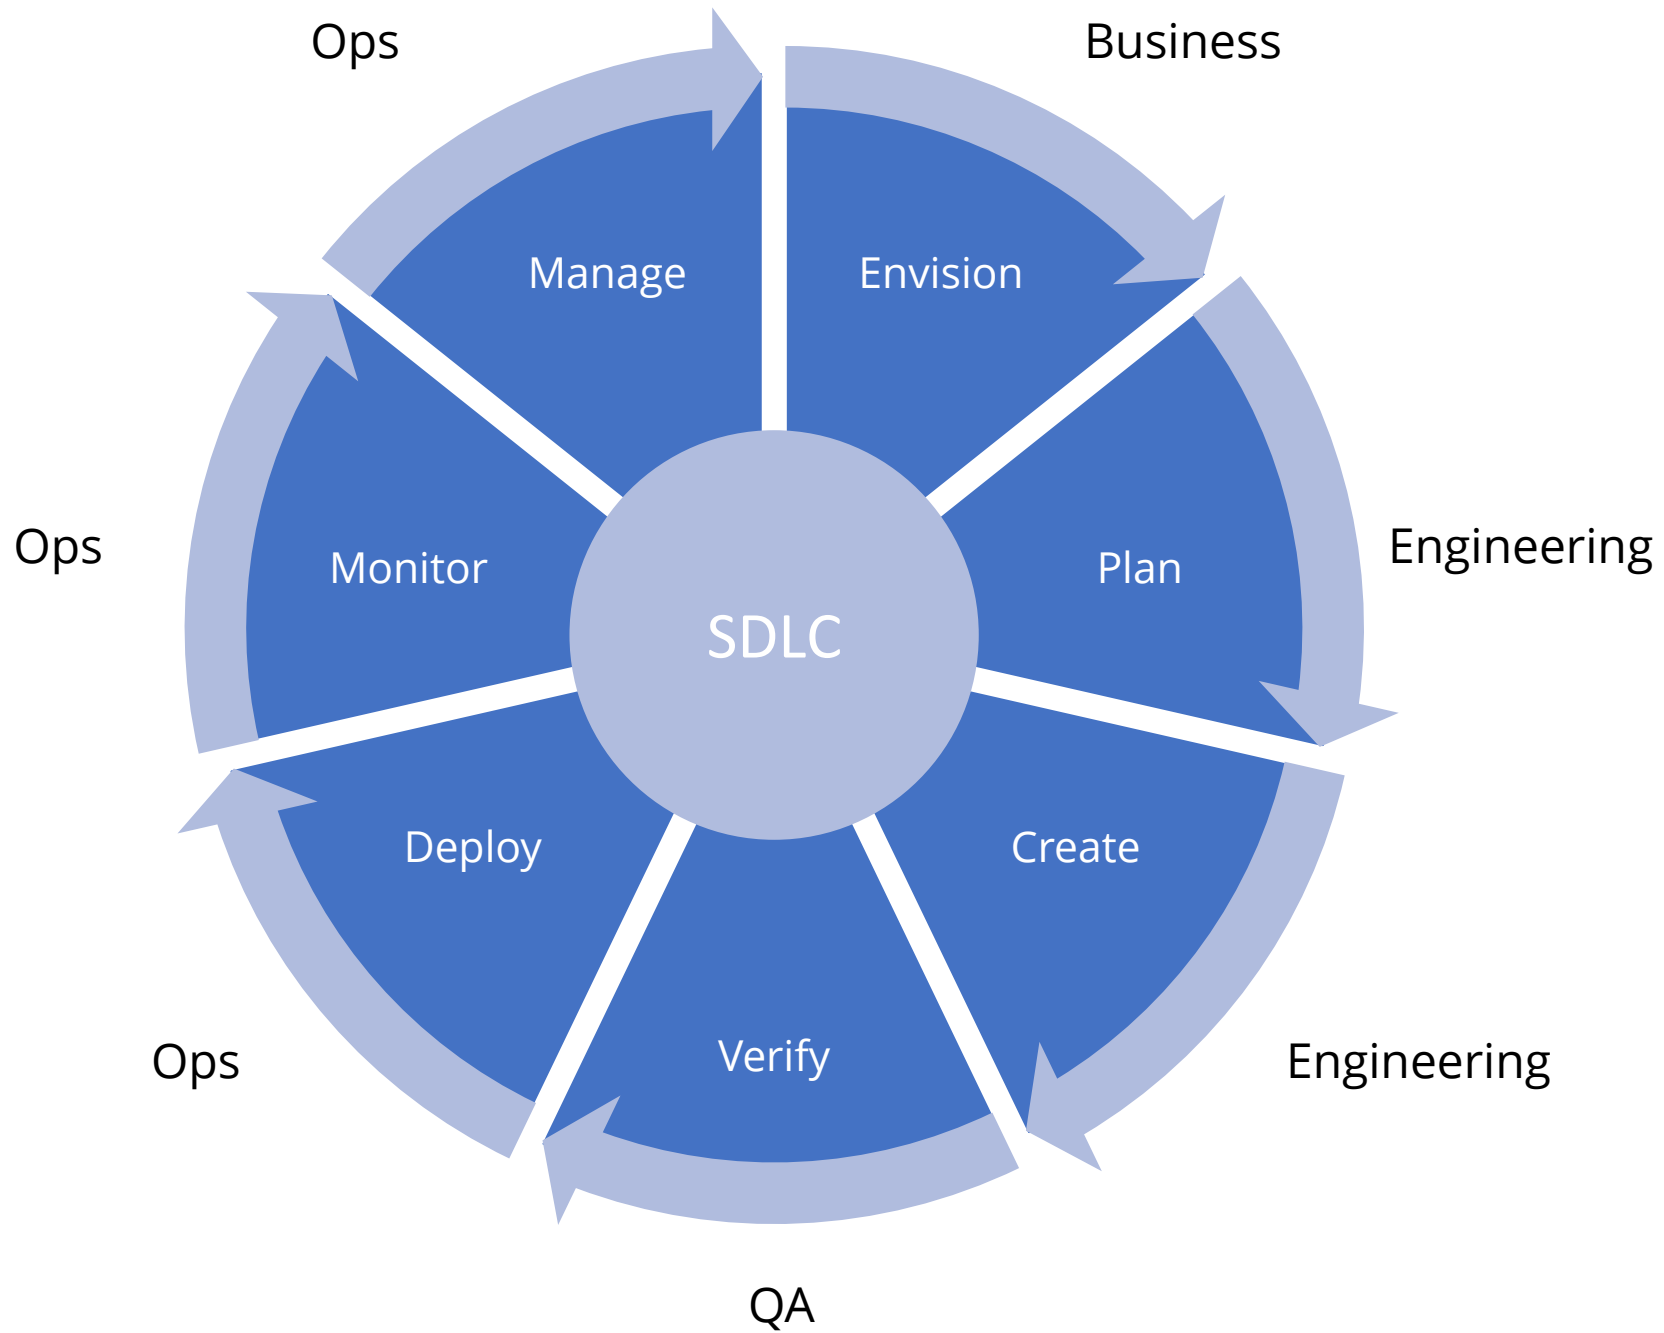 Ops
Business
Manage
Envision
Ops
Monitor
Plan
Engineering
SDLC
Deploy
Create
Ops
Verify
Engineering
QA